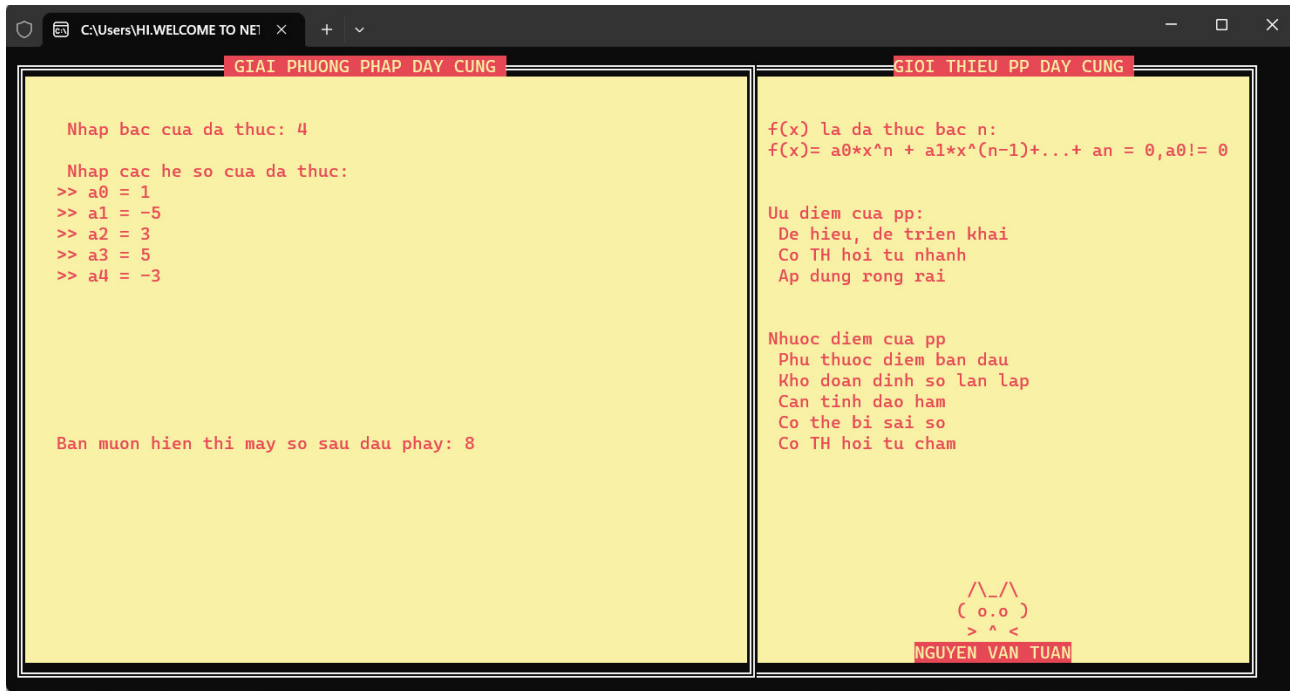 C:\Users\HI.WELCOME TO NET
GIAI PHUONG PHAP DAY CUNG
Nhap bac cua da thuc: 4
Nhap cac he so cua da thuc:
>> a0 = 1
>> a1 = -5
>> a2 = 3
>> a3 = 5
>> a4 = -3
Ban muon hien thi may so sau dau phay: 8
GIOI THIEU PP DAY CUNG
f(x) la da thuc bac n:
f(x)= a0*x^n + a1*x^(n-1)+...+ an = 0,a0!= 0
Uu diem cua pp:
De hieu, de trien khai
Co TH hoi tu nhanh
Ap dung rong rai
Nhuoc diem cua pp
Phu thuoc diem ban dau
Kho doan dinh so lan lap
Can tinh dao ham
Co the bi sai so
Co TH hoi tu cham
/\_/\
( o.o )
> ^ <
NGUYEN VAN TUAN